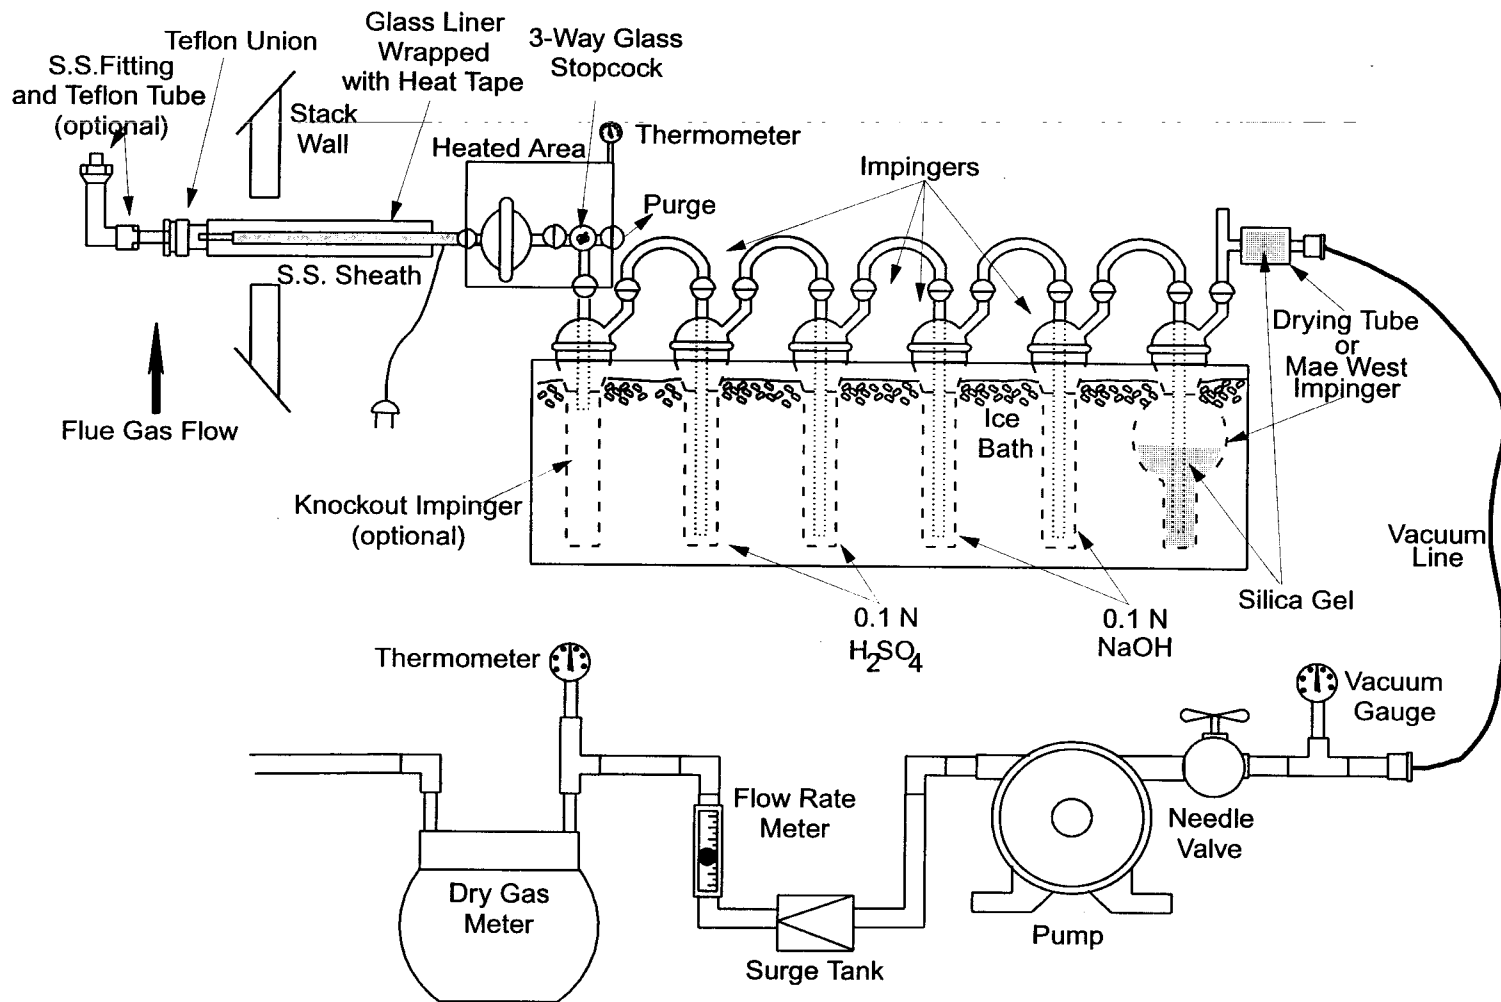 Teflon Union
S.S.Fitting
and Teflon Tube
(optional)
Glass Liner
Wrapped
with Heat Tape
3-Way Glass
Stopcock
Stack
Wall
Heated Area
Thermometer
Impingers
Purge
S.S. Sheath
Flue Gas Flow
Drying Tube
or
Mae West
Impinger
Ice
Bath
Knockout Impinger
(optional)
Vacuum
Line
Silica Gel
0.1 N
H2SO4
0.1 N
NaOH
Thermometer
Vacuum
Gauge
Flow Rate
Meter
Needle
Valve
Dry Gas
Meter
Pump
Surge Tank